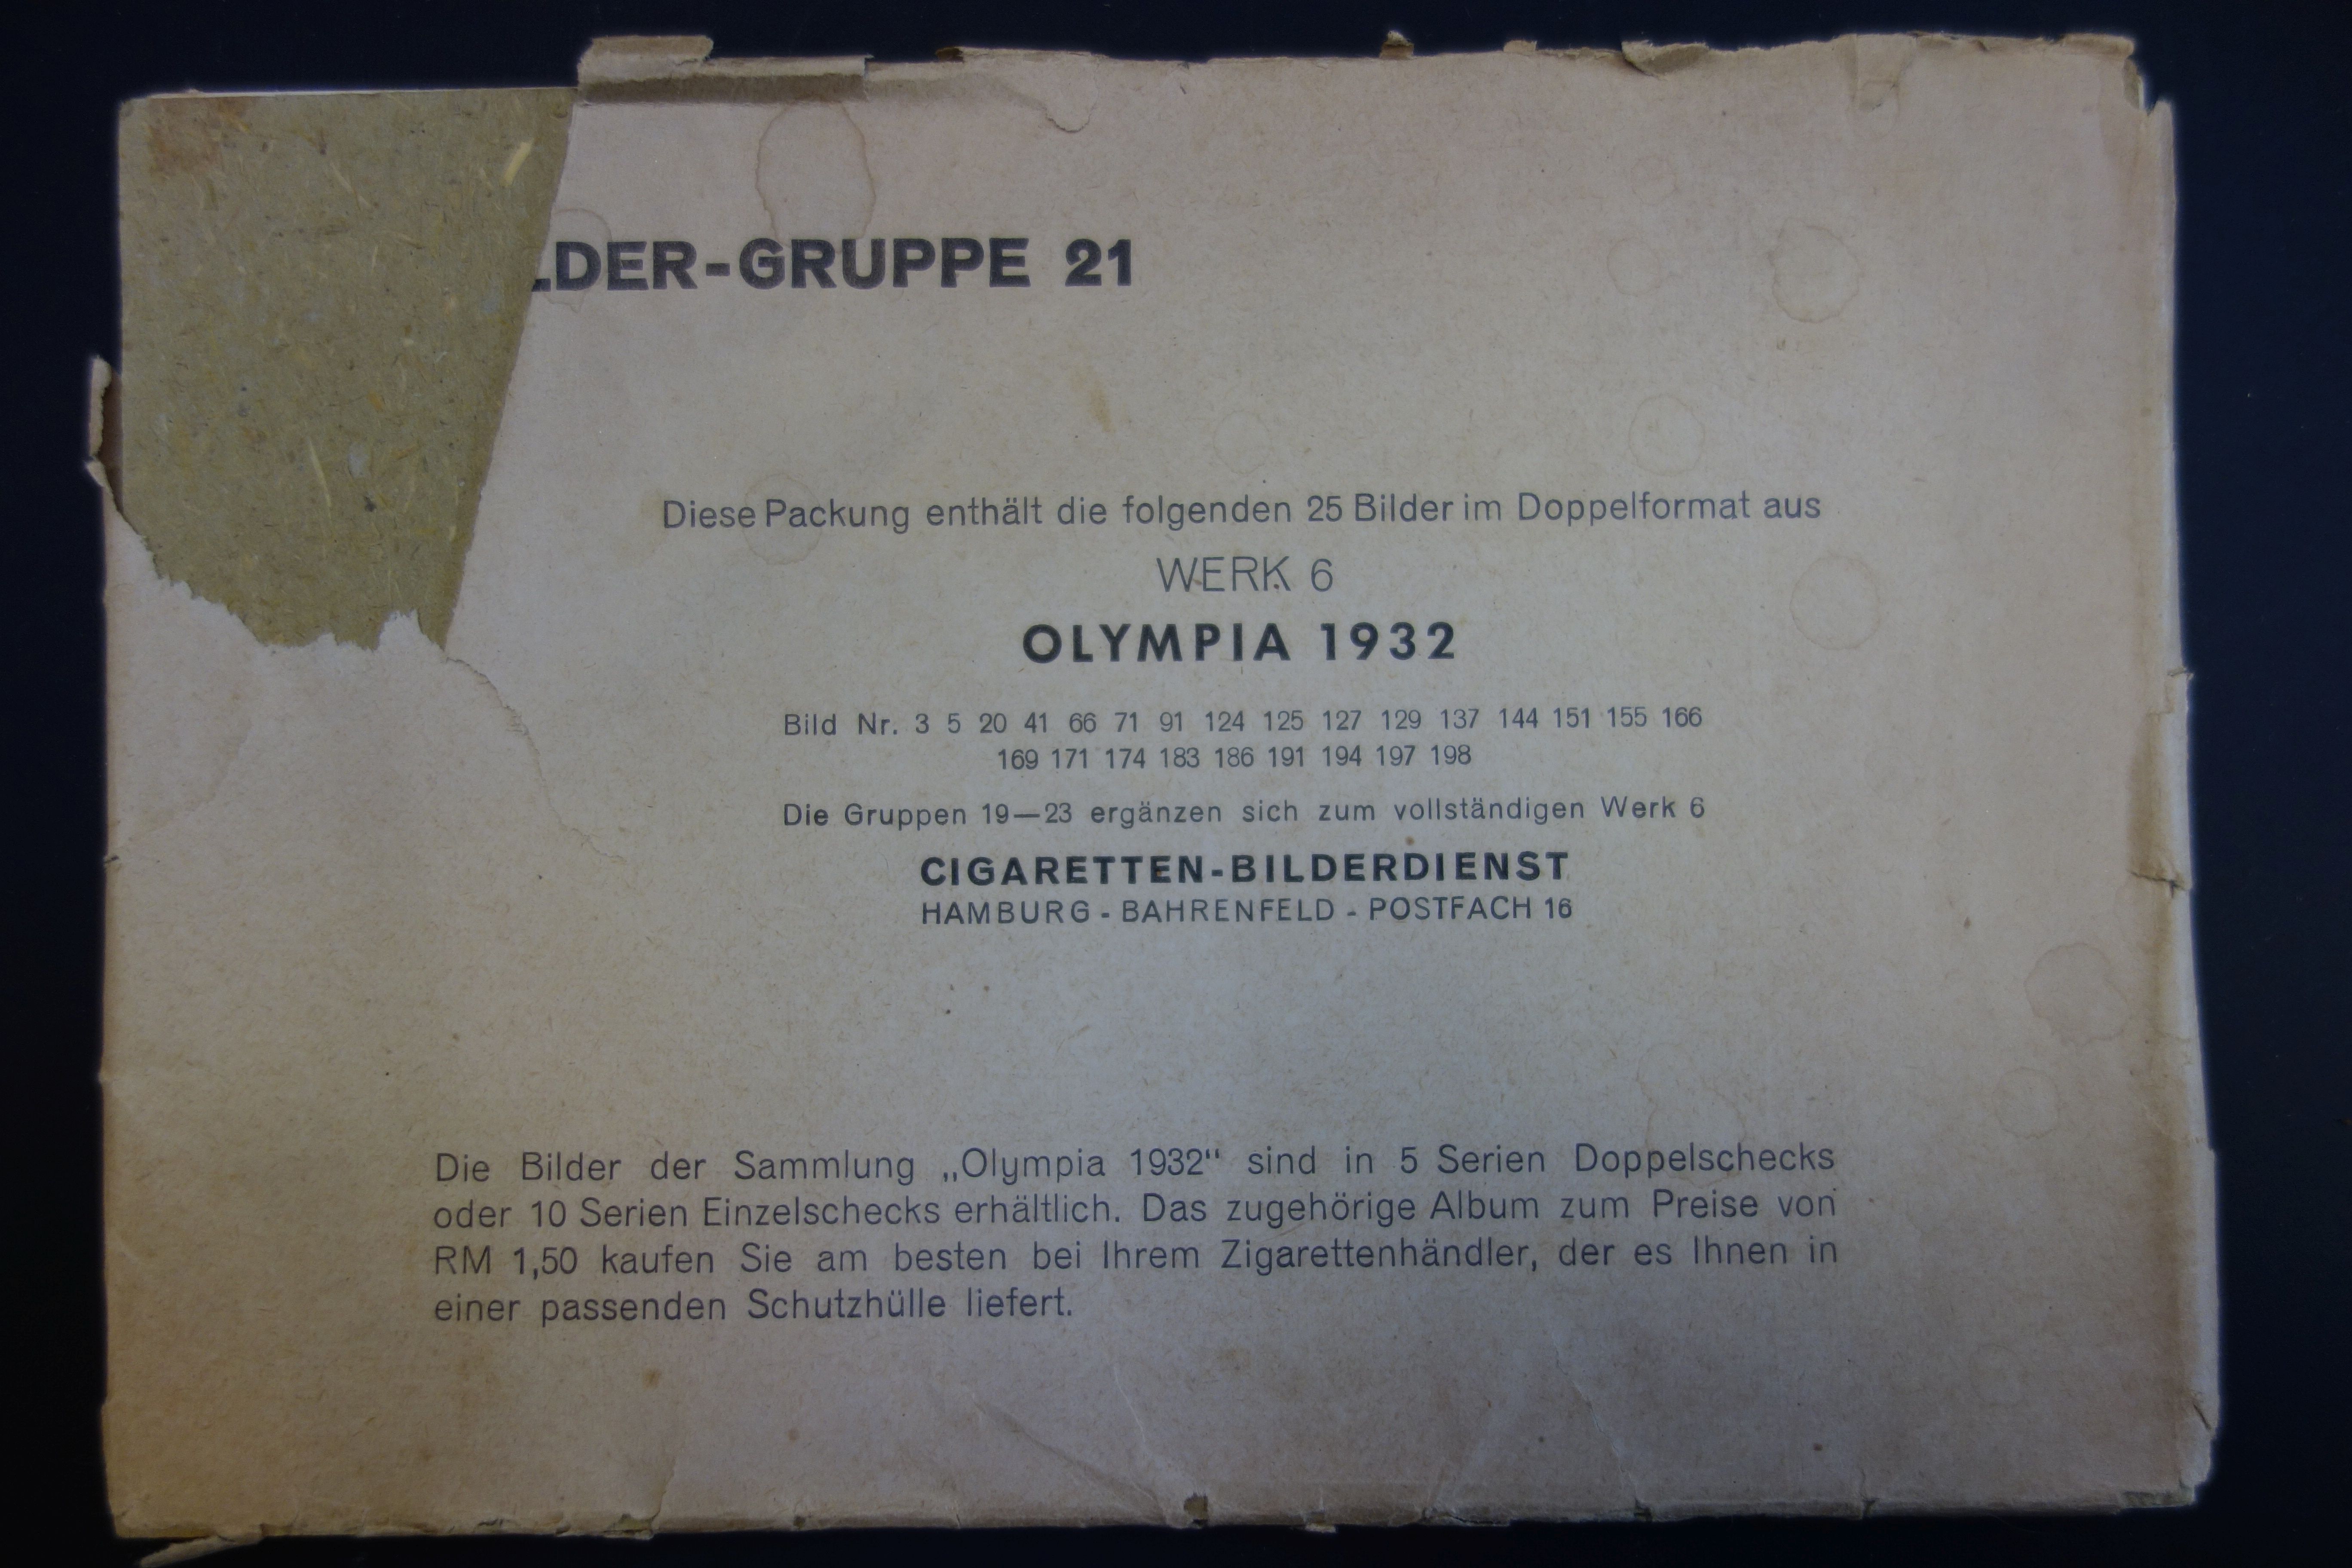 LDER-GRUPPE 21
Diese Packung enthält die folgenden 25 Bilder im Doppelformat aus
WERK 6
OLYMPIA 1932
Bild Nr. 3 5 20 41 66 71 91 124 125 127 129 137 144 151 155 166
169 171 174 183 186 191 194 197 198
Die Gruppen 19—23 ergänzen sich zum vollständigen Werk 6
CIGARETTEN-BILDERDIENST
HAMBURG - BAHRENFELD - POSTFACH 16
Die Bilder der Sammlung „Olympia 1932“ sind in 5 Serien Doppelschecks
oder 10 Serien Einzelschecks erhältlich. Das zugehörige Album zum Preise von
RM 1,50 kaufen Sie am besten bei Ihrem Zigarettenhändler, der es Ihnen in
einer passenden Schutzhülle liefert.